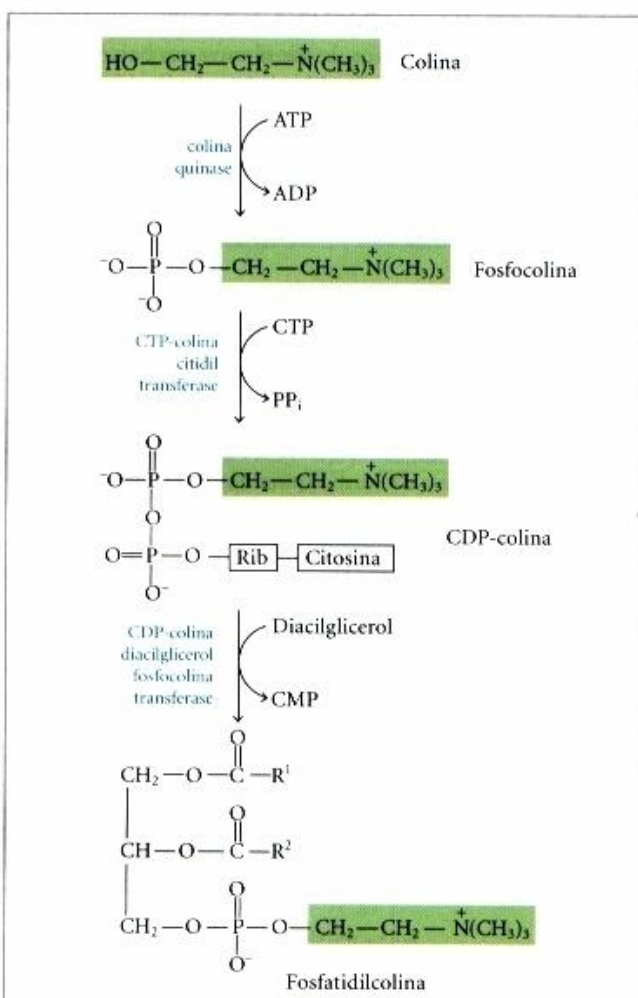 HO—CH₂—CH₂—N⁺(CH₃)₃ Colina
ATP
colina
quinase
ADP
O
⁻O—P—O—CH₂—CH₂—N⁺(CH₃)₃ Fosfocolina
⁻O
CTP
CTP-colina
citidil
transferase
PPᵢ
O
⁻O—P—O—CH₂—CH₂—N⁺(CH₃)₃
O
CDP-colina
O=P—O—Rib—Citosina
O⁻
Diacilglicerol
CDP-colina
diacilglicerol
fosfocolina
transferase
CMP
O
CH₂—O—C—R¹
O
CH—O—C—R²
O
CH₂—O—P—O—CH₂—CH₂—N⁺(CH₃)₃
O⁻
Fosfatidilcolina